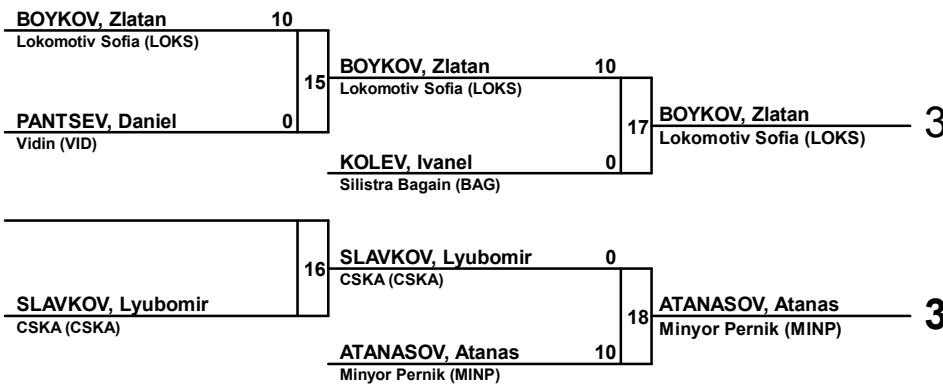 BOYKOV, Zlatan 10
Lokomotiv Sofia (LOKS)
15
BOYKOV, Zlatan 10
Lokomotiv Sofia (LOKS)
PANTSEV, Daniel 0
Vidin (VID)
17
BOYKOV, Zlatan
Lokomotiv Sofia (LOKS)
3
KOLEV, Ivanel 0
Silistra Bagain (BAG)
16
SLAVKOV, Lyubomir 0
CSKA (CSKA)
SLAVKOV, Lyubomir
CSKA (CSKA)
18
ATANASOV, Atanas
Minyor Pernik (MINP)
3
ATANASOV, Atanas 10
Minyor Pernik (MINP)